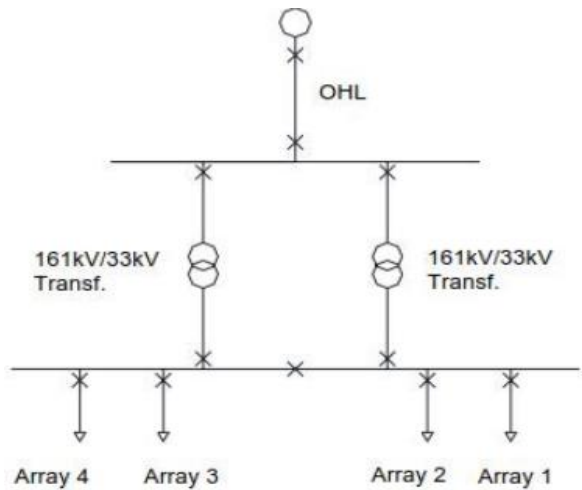 OHL
161kV/33kV
Transf.
161kV/33kV
Transf.
Array 4
Array 3
Array 2
Array 1